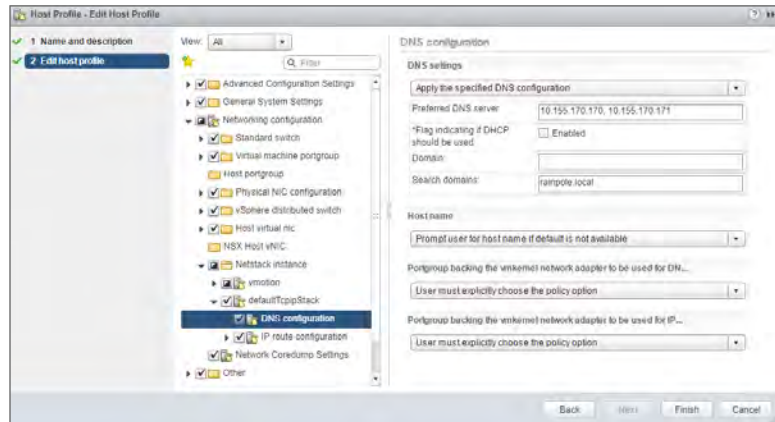 Host Profile - Edit Host Profile
1 Name and description
2 Edit host profile
View: All
Filter
Advanced Configuration Settings
General System Settings
Networking configuration
Standard switch
Virtual machine portgroup
Host portgroup
Physical NIC configuration
vSphere distributed switch
Host virtual nic
NSX Host vNIC
Netstack instance
vmotion
defaultTcpipStack
DNS configuration
IP route configuration
Network Coredump Settings
Other
DNS configuration
DNS settings
Apply the specified DNS configuration
Preferred DNS server
10.155.170.170, 10.155.170.171
*Flag indicating if DHCP
should be used
Enabled
Domain:
Search domains:
rainpole.local
Host name
Prompt user for host name if default is not available
Portgroup backing the vmkernel network adapter to be used for DN...
User must explicitly choose the policy option
Portgroup backing the vmkernel network adapter to be used for IP...
User must explicitly choose the policy option
Back
Next
Finish
Cancel